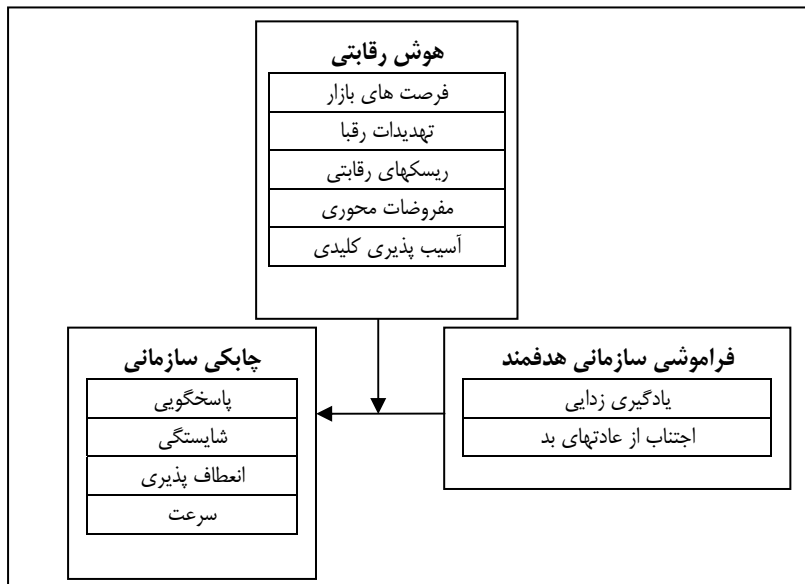 هوش رقابتی
فرصت های بازار
تهدیدات رقبا
ریسکهای رقابتی
مفروضات محوری
آسیب پذیری کلیدی
فراموشی سازمانی هدفمند
یادگیری زدایی
اجتناب از عادتهای بد
چابکی سازمانی
پاسخگویی
شایستگی
انعطاف پذیری
سرعت